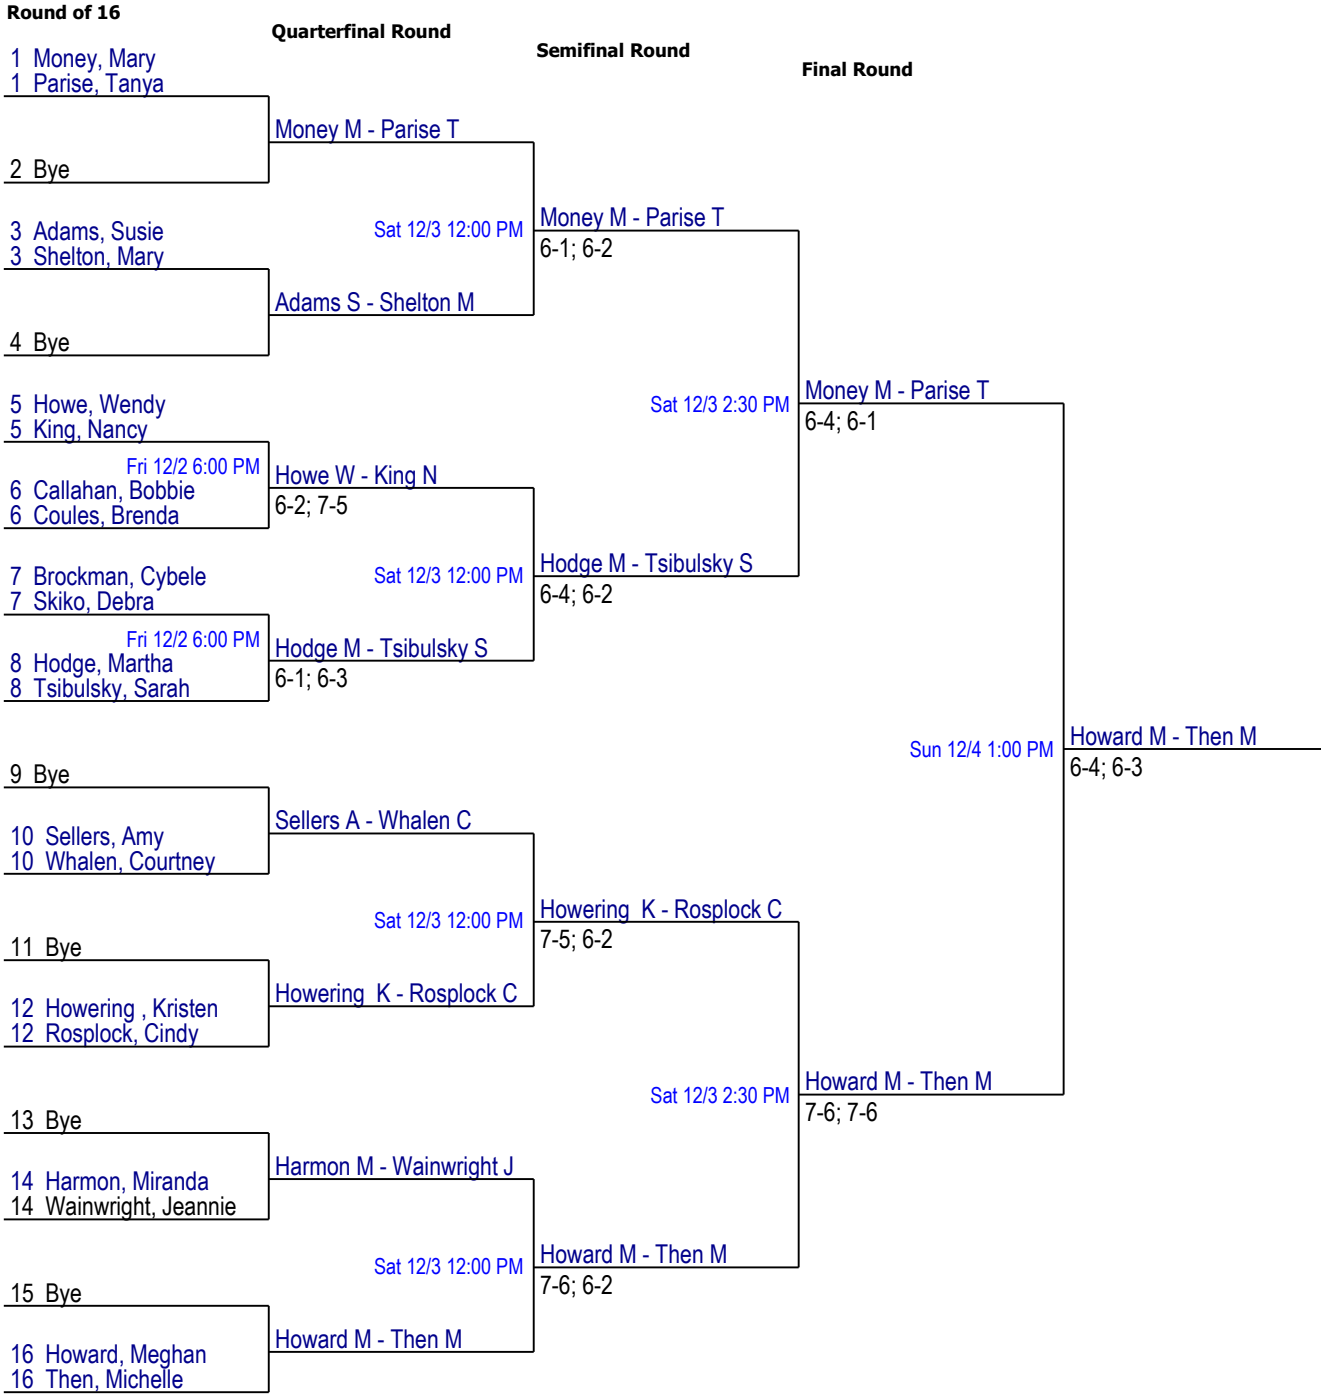 Round of 16
Quarterfinal Round
Semifinal Round
Final Round
1 Money, Mary
1 Parise, Tanya
Money M - Parise T
2 Bye
Sat 12/3 12:00 PM
Money M - Parise T
6-1; 6-2
3 Adams, Susie
3 Shelton, Mary
Adams S - Shelton M
4 Bye
Sat 12/3 2:30 PM
Money M - Parise T
6-4; 6-1
5 Howe, Wendy
5 King, Nancy
Fri 12/2 6:00 PM
Howe W - King N
6-2; 7-5
6 Callahan, Bobbie
6 Coules, Brenda
Sat 12/3 12:00 PM
Hodge M - Tsibulsky S
6-4; 6-2
7 Brockman, Cybele
7 Skiko, Debra
Fri 12/2 6:00 PM
Hodge M - Tsibulsky S
6-1; 6-3
8 Hodge, Martha
8 Tsibulsky, Sarah
Sun 12/4 1:00 PM
Howard M - Then M
6-4; 6-3
9 Bye
Sellers A - Whalen C
10 Sellers, Amy
10 Whalen, Courtney
Sat 12/3 12:00 PM
Howering K - Rosplock C
7-5; 6-2
11 Bye
Howering K - Rosplock C
12 Howering , Kristen
12 Rosplock, Cindy
Sat 12/3 2:30 PM
Howard M - Then M
7-6; 7-6
13 Bye
Harmon M - Wainwright J
14 Harmon, Miranda
14 Wainwright, Jeannie
Sat 12/3 12:00 PM
Howard M - Then M
7-6; 6-2
15 Bye
Howard M - Then M
16 Howard, Meghan
16 Then, Michelle